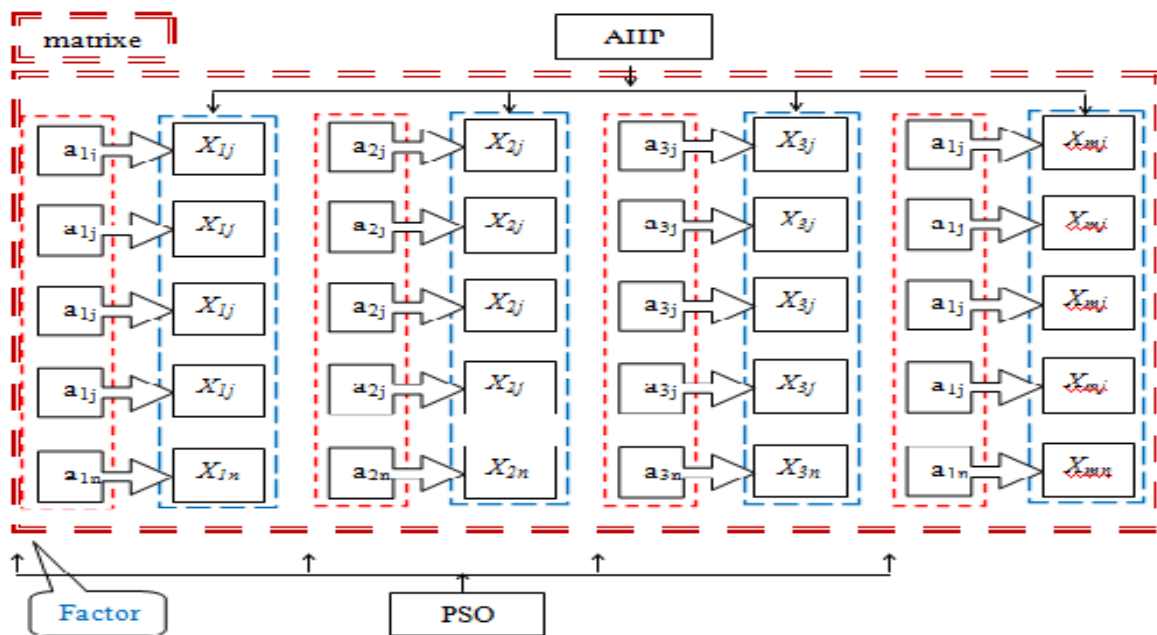 matrixe
AIIP
a1j X1j a2j X2j a3j X3j a1j Xmj
a1j X1j a2j X2j a3j X3j a1j Xmj
a1j X1j a2j X2j a3j X3j a1j Xmj
a1j X1j a2j X2j a3j X3j a1j Xmj
a1n X1n a2n X2n a3n X3n a1n Xmn
Factor
PSO